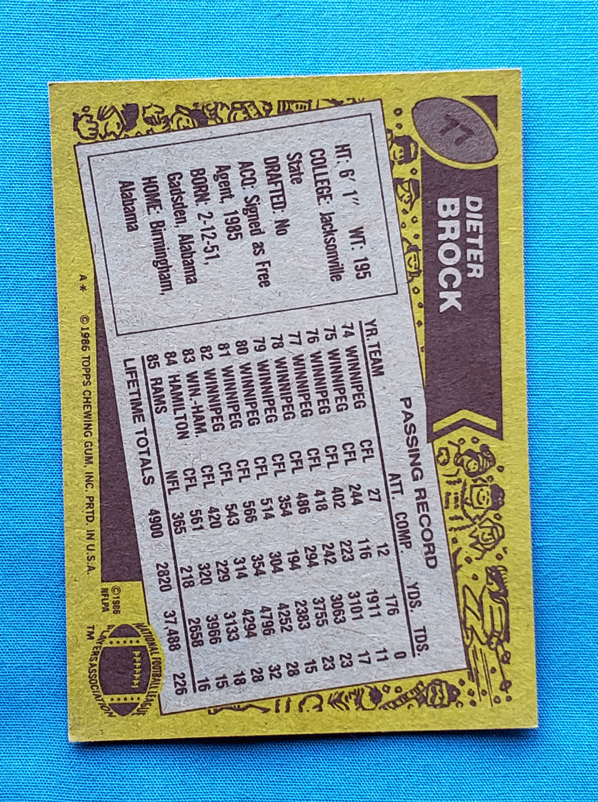 77
DIETER
BROCK
HT: 6' 1" WT: 195
COLLEGE: Jacksonville
State
DRAFTED: No
ACQ: Signed as Free
Agent, 1985
BORN: 2-12-51,
Gadsden, Alabama
HOME: Birmingham,
Alabama
PASSING RECORD
YR. TEAM ATT. COMP. YDS. TDS.
74 WINNIPEG CFL 27 12 176 0
75 WINNIPEG CFL 244 116 1911 11
76 WINNIPEG CFL 402 223 3101 17
77 WINNIPEG CFL 418 242 3063 23
78 WINNIPEG CFL 486 294 3755 23
79 WINNIPEG CFL 354 194 2383 15
80 WINNIPEG CFL 514 304 4252 28
81 WINNIPEG CFL 566 354 4796 32
82 WINNIPEG CFL 543 314 4294 28
83 WIN.-HAM. CFL 420 229 3133 18
84 HAMILTON CFL 561 320 3966 15
85 RAMS NFL 365 218 2658 16
LIFETIME TOTALS 4900 2820 37,488 226
A * ©1986 TOPPS CHEWING GUM, INC. PRTD. IN U.S.A.
©1986
NFLPA
NATIONAL FOOTBALL LEAGUE
PLAYERS ASSOCIATION
TM